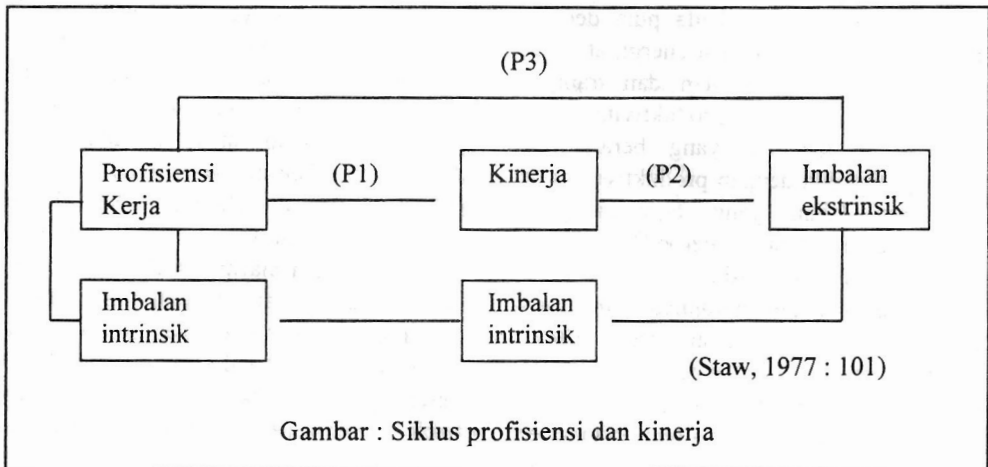 (P3)
Profisiensi
Kerja
(P1)
Kinerja
(P2)
Imbalan
ekstrinsik
Imbalan
intrinsik
Imbalan
intrinsik
(Staw, 1977 : 101)
Gambar : Siklus profisiensi dan kinerja